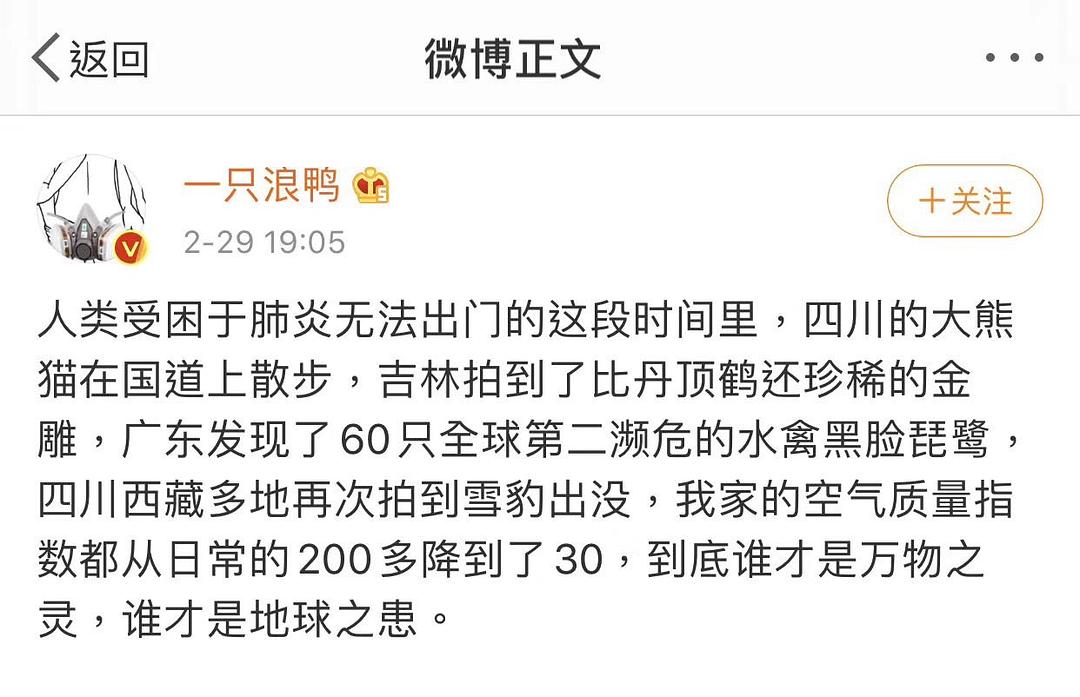 返回
微博正文
一只浪鸭
2-29 19:05
+关注
人类受困于肺炎无法出门的这段时间里，四川的大熊
猫在国道上散步，吉林拍到了比丹顶鹤还珍稀的金
雕，广东发现了60只全球第二濒危的水禽黑脸琵鹭，
四川西藏多地再次拍到雪豹出没，我家的空气质量指
数都从日常的200多降到了30，到底谁才是万物之
灵，谁才是地球之患。